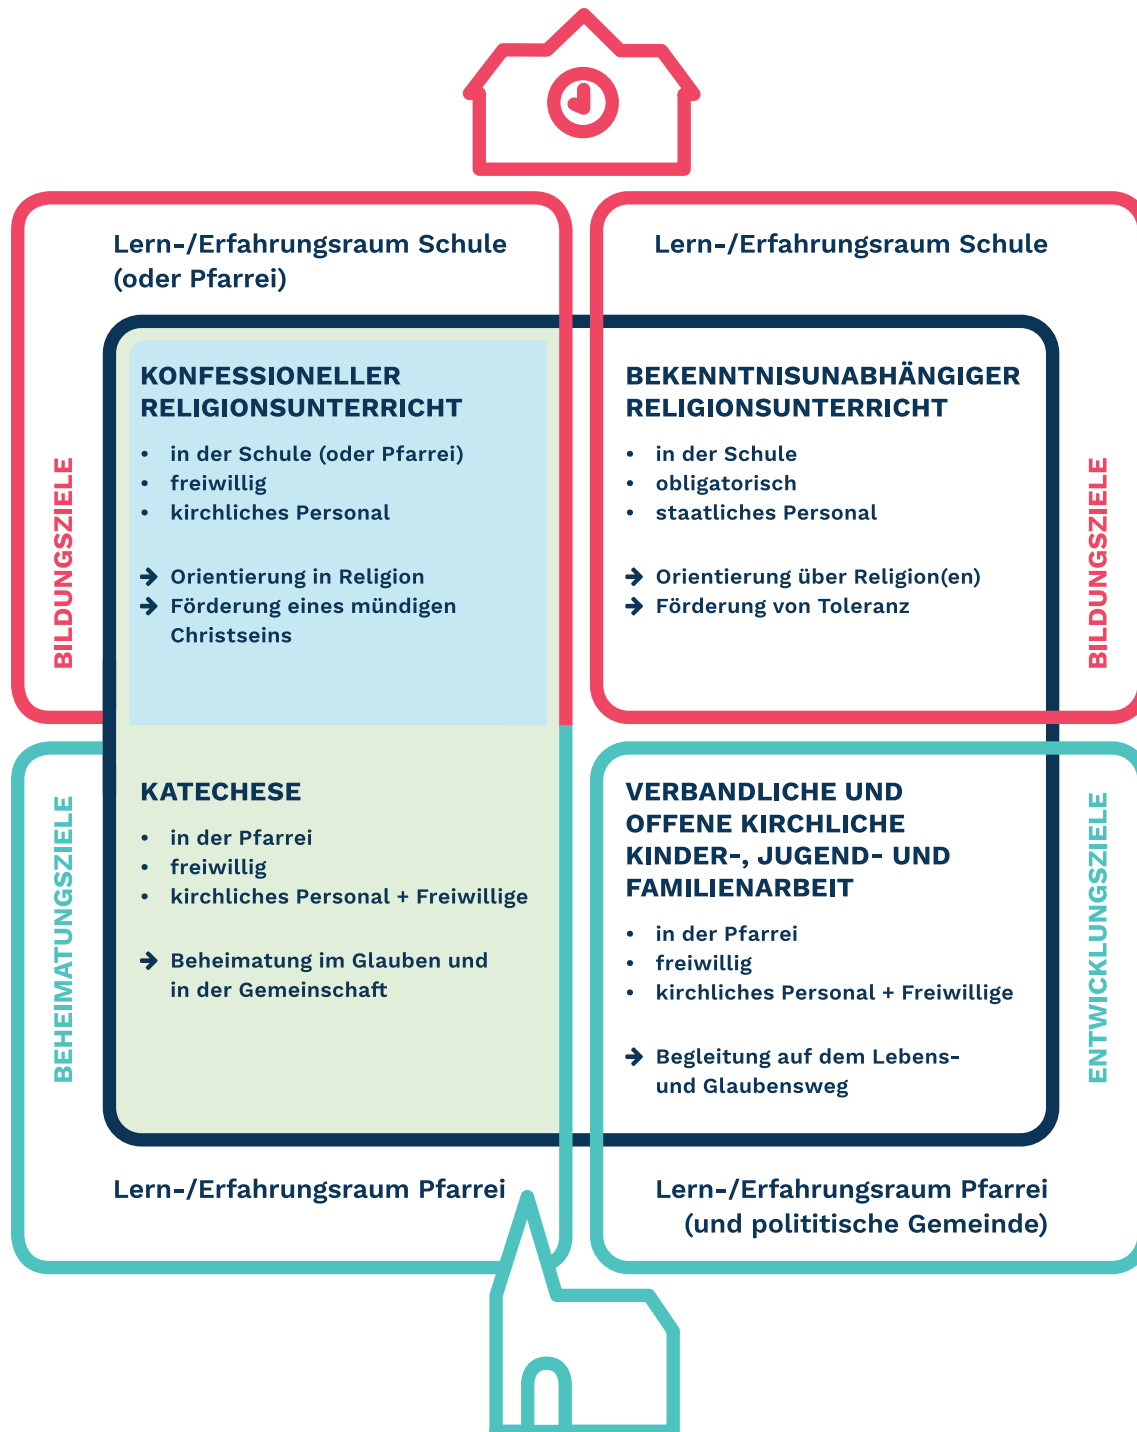 Lern-/Erfahrungsraum Schule
(oder Pfarrei)
BILDUNGSZIELE
KONFESSIONELLER
RELIGIONSUNTERRICHT
• in der Schule (oder Pfarrei)
• freiwillig
• kirchliches Personal
→ Orientierung in Religion
→ Förderung eines mündigen
Christseins
Lern-/Erfahrungsraum Schule
BEKENNTNISUNABHÄNGIGER
RELIGIONSUNTERRICHT
• in der Schule
• obligatorisch
• staatliches Personal
→ Orientierung über Religion(en)
→ Förderung von Toleranz
BILDUNGSZIELE
BEHEIMATUNGSZIELE
KATECHESE
• in der Pfarrei
• freiwillig
• kirchliches Personal + Freiwillige
→ Beheimatung im Glauben und
in der Gemeinschaft
Lern-/Erfahrungsraum Pfarrei
VERBANDLICHE UND
OFFENE KIRCHLICHE
KINDER-, JUGEND- UND
FAMILIENARBEIT
• in der Pfarrei
• freiwillig
• kirchliches Personal + Freiwillige
→ Begleitung auf dem Lebens-
und Glaubensweg
ENTWICKLUNGSZIELE
Lern-/Erfahrungsraum Pfarrei
(und polititische Gemeinde)